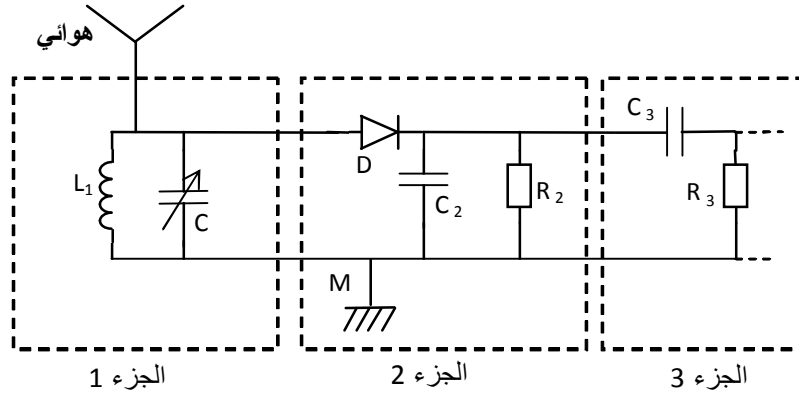 هوائي
L₁
C
D
C ₂
R ₂
C ₃
R ₃
M
الجزء 1
الجزء 2
الجزء 3